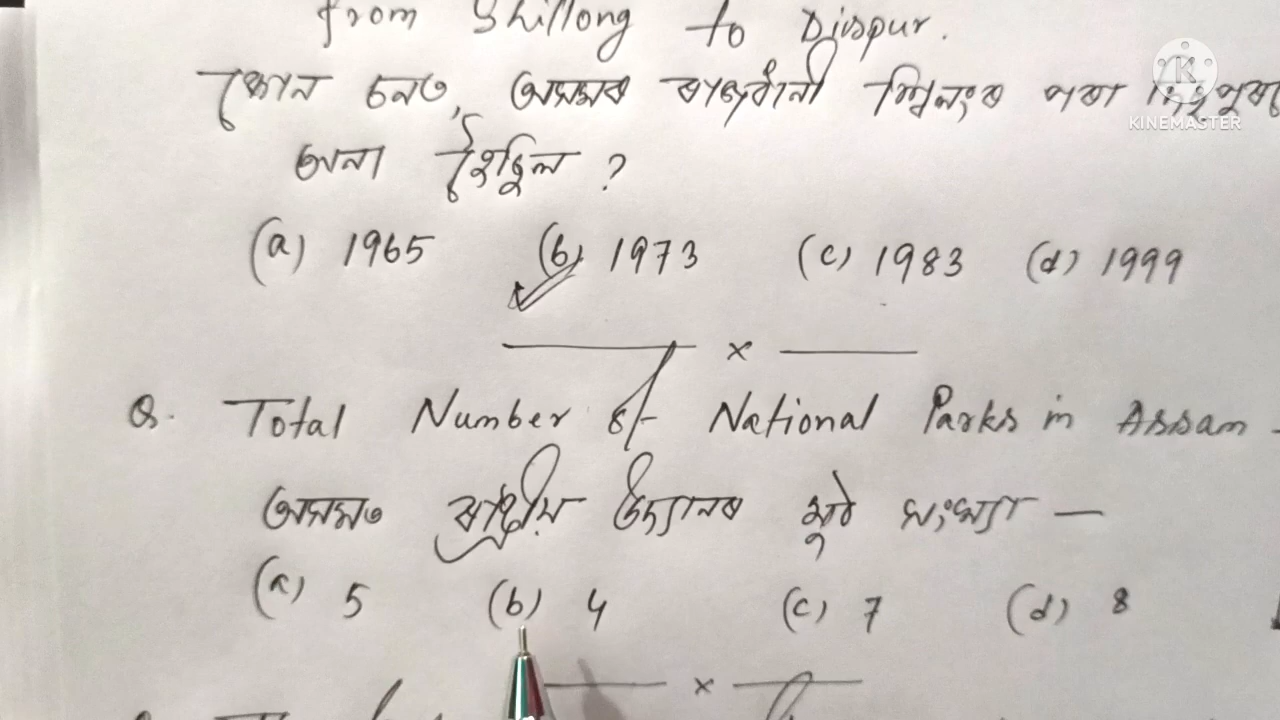 from Shillong to Dispur.
কোন চনত, অসমৰ ৰাজধানী শ্বিলংৰ পৰা দিছপুৰলৈ
অনা হৈছিল ?
(a) 1965 (b) 1973 (c) 1983 (d) 1999
x
Q. Total Number of National Parks in Assam -
অসমত ৰাষ্ট্ৰীয় উদ্যানৰ মুঠ সংখ্যা —
(a) 5 (b) 4 (c) 7 (d) 8
x
K
KINEMASTER